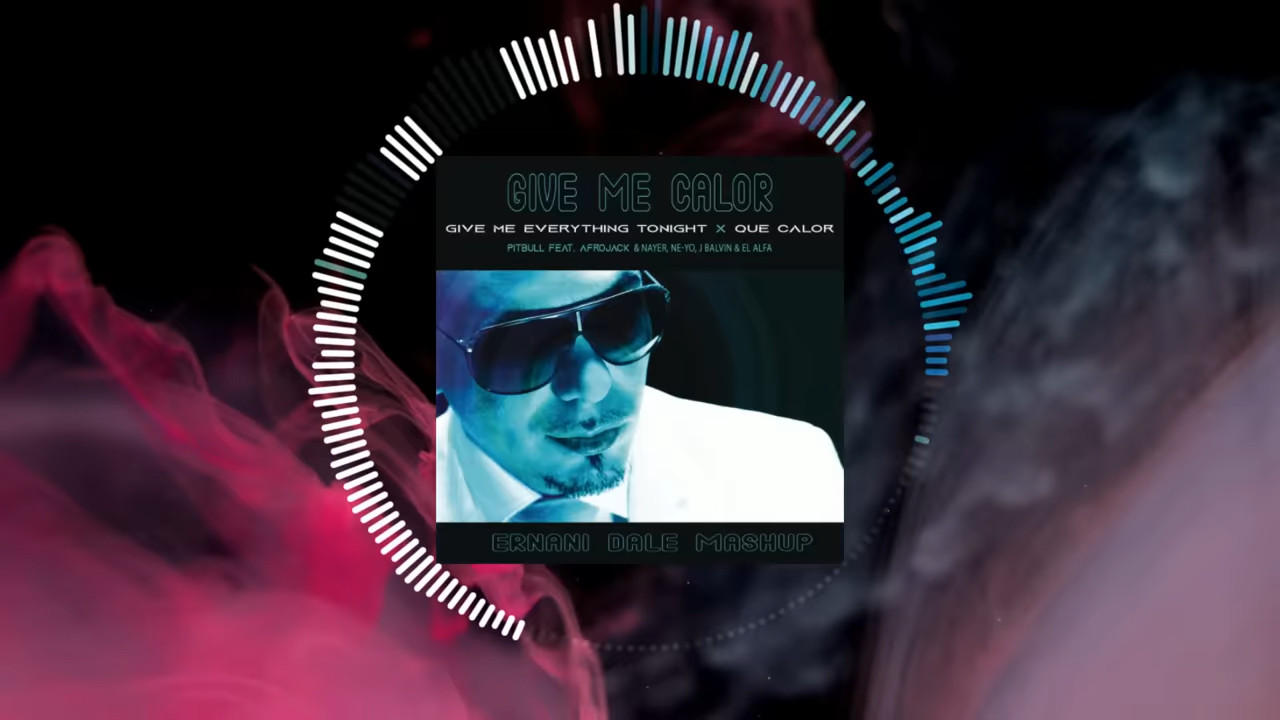 GIVE ME CALOR
GIVE ME EVERYTHING TONIGHT X QUE CALOR
PITBULL FEAT. AFROJACK & NAYER, NE-YO, J BALVIN & EL ALFA
ERNANI DALE MASHUP